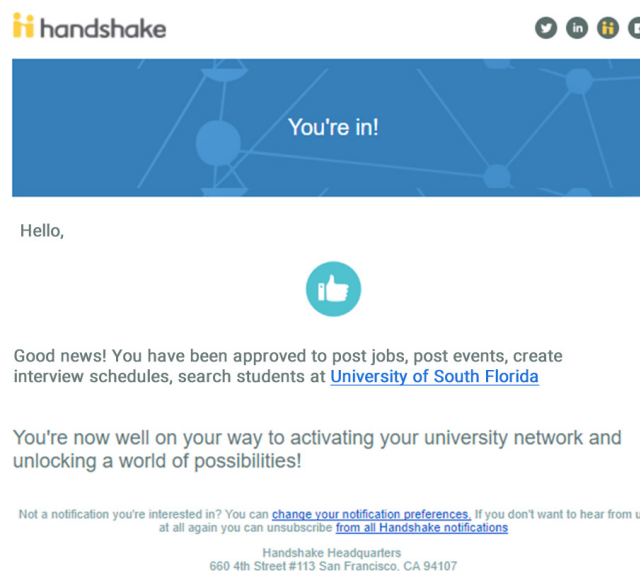 handshake
You're in!
Hello,
Good news! You have been approved to post jobs, post events, create
interview schedules, search students at University of South Florida
You're now well on your way to activating your university network and
unlocking a world of possibilities!
Not a notification you're interested in? You can change your notification preferences. If you don't want to hear from
at all again you can unsubscribe from all Handshake notifications
Handshake Headquarters
660 4th Street #113 San Francisco, CA 94107